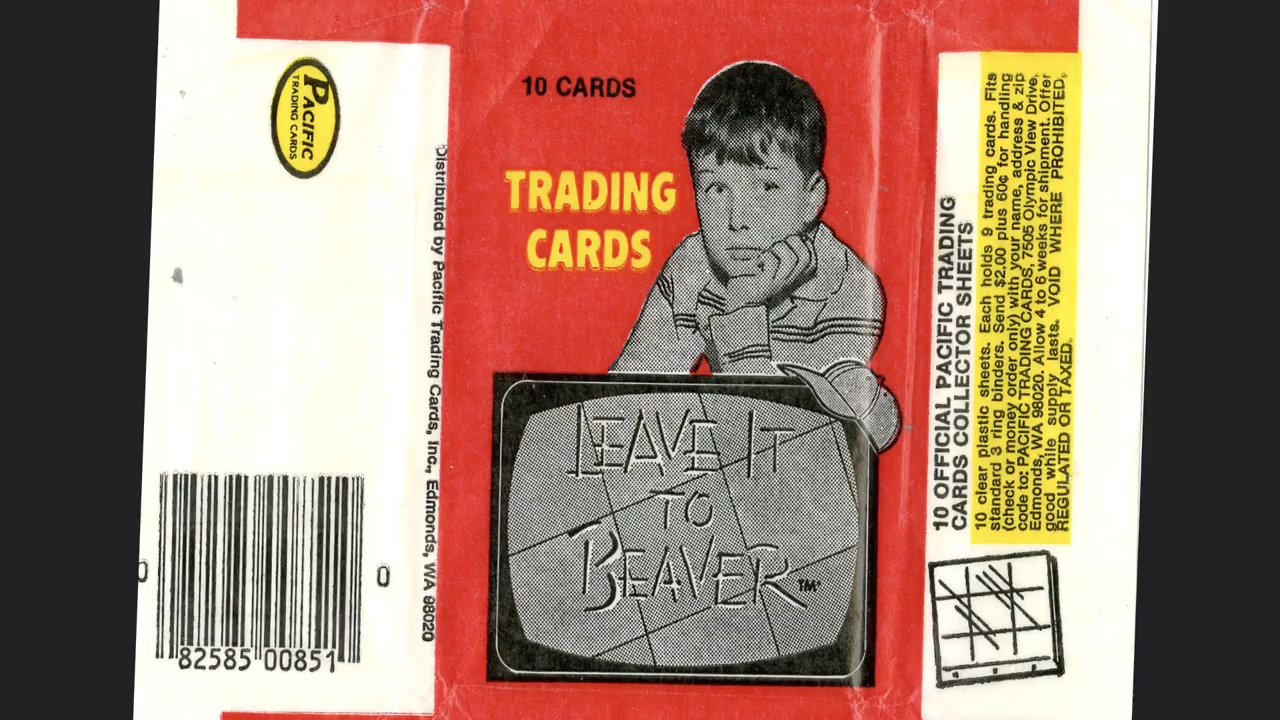 PACIFIC
TRADING CARDS
0
82585 00851
0
Distributed by Pacific Trading Cards, Inc., Edmonds, WA 98020
10 CARDS
TRADING
CARDS
LEAVE IT
TO
BEAVER™
10 OFFICIAL PACIFIC TRADING
CARDS COLLECTOR SHEETS
10 clear plastic sheets. Each holds 9 trading cards. Fits
standard 3 ring binders. Send $2.00 plus 60¢ for handling
(check or money order only) with your name, address & zip
code to: PACIFIC TRADING CARDS, 7505 Olympic View Drive,
Edmonds, WA 98020. Allow 4 to 6 weeks for shipment. Offer
good while supply lasts. VOID WHERE PROHIBITED,
REGULATED OR TAXED.